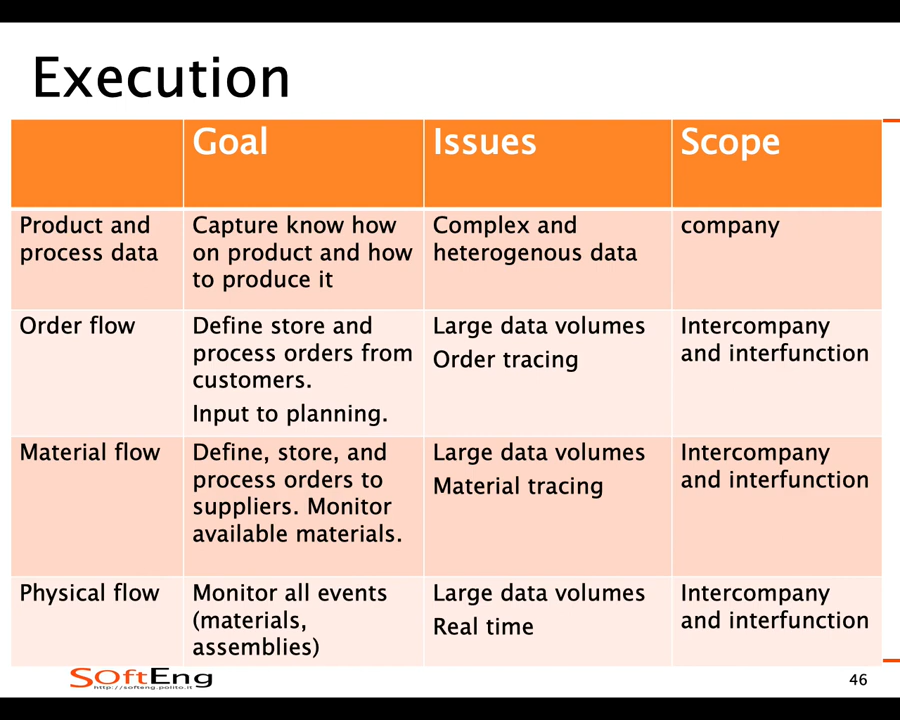 Execution
Goal
Issues
Scope
Product and
process data
Capture know how
on product and how
to produce it
Complex and
heterogenous data
company
Order flow
Define store and
process orders from
customers.
Input to planning.
Large data volumes
Order tracing
Intercompany
and interfunction
Material flow
Define, store, and
process orders to
suppliers. Monitor
available materials.
Large data volumes
Material tracing
Intercompany
and interfunction
Physical flow
Monitor all events
(materials,
assemblies)
Large data volumes
Real time
Intercompany
and interfunction
SOftEng
http://softeng.polito.it
46